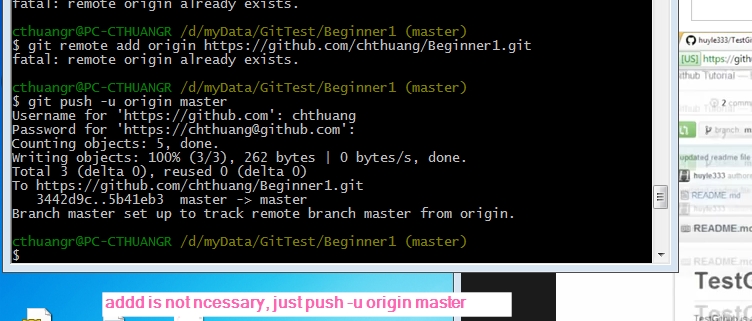 fatal: remote origin already exists.
cthuangr@PC-CTHUANGR /d/myData/GitTest/Beginner1 (master)
$ git remote add origin https://github.com/chthuang/Beginner1.git
fatal: remote origin already exists.
cthuangr@PC-CTHUANGR /d/myData/GitTest/Beginner1 (master)
$ git push -u origin master
Username for 'https://github.com': chthuang
Password for 'https://chthuang@github.com':
Counting objects: 5, done.
Writing objects: 100% (3/3), 262 bytes | 0 bytes/s, done.
Total 3 (delta 0), reused 0 (delta 0)
To https://github.com/chthuang/Beginner1.git
3442d9c..5b41eb3  master -> master
Branch master set up to track remote branch master from origin.
cthuangr@PC-CTHUANGR /d/myData/GitTest/Beginner1 (master)
$
addd is not ncessary, just push -u origin master
huyle333/TestG
[US] https://gith
ithub Tutorial —
2 comm
branch: m
updated readme file
huyle333 author
README.md
README.md
TestG